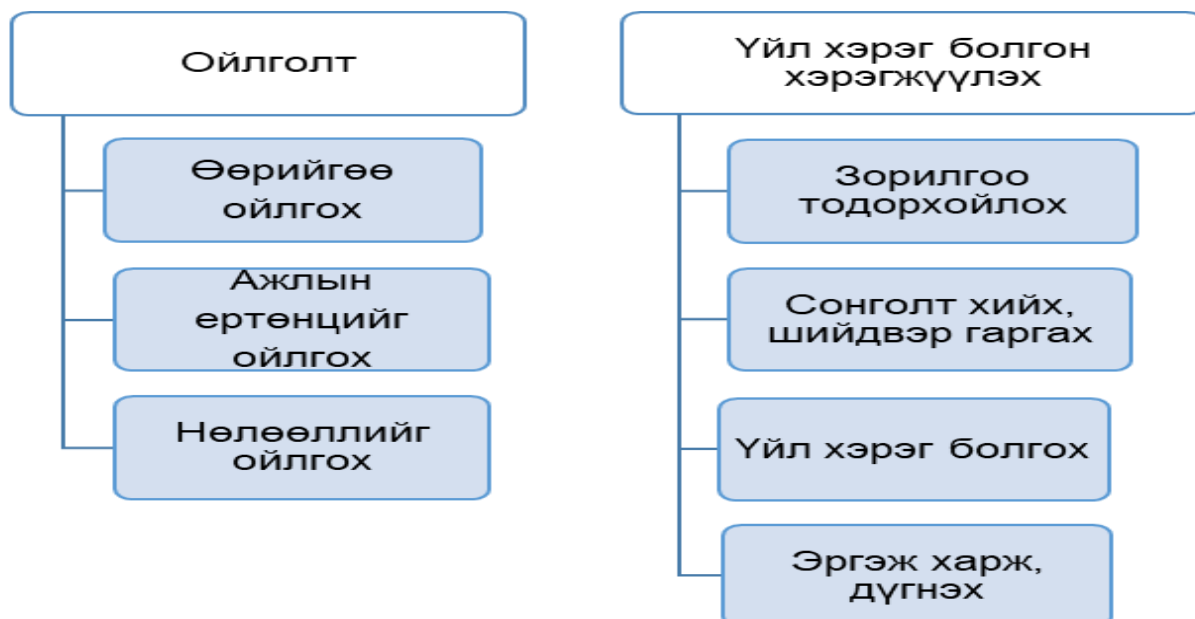 Ойлголт
Өөрийгөө
ойлгох
Ажлын
ертөнцийг
ойлгох
Нөлөөллийг
ойлгох
Үйл хэрэг болгон
хэрэгжүүлэх
Зорилгоо
тодорхойлох
Сонголт хийх,
шийдвэр гаргах
Үйл хэрэг болгох
Эргэж харж,
дүгнэх